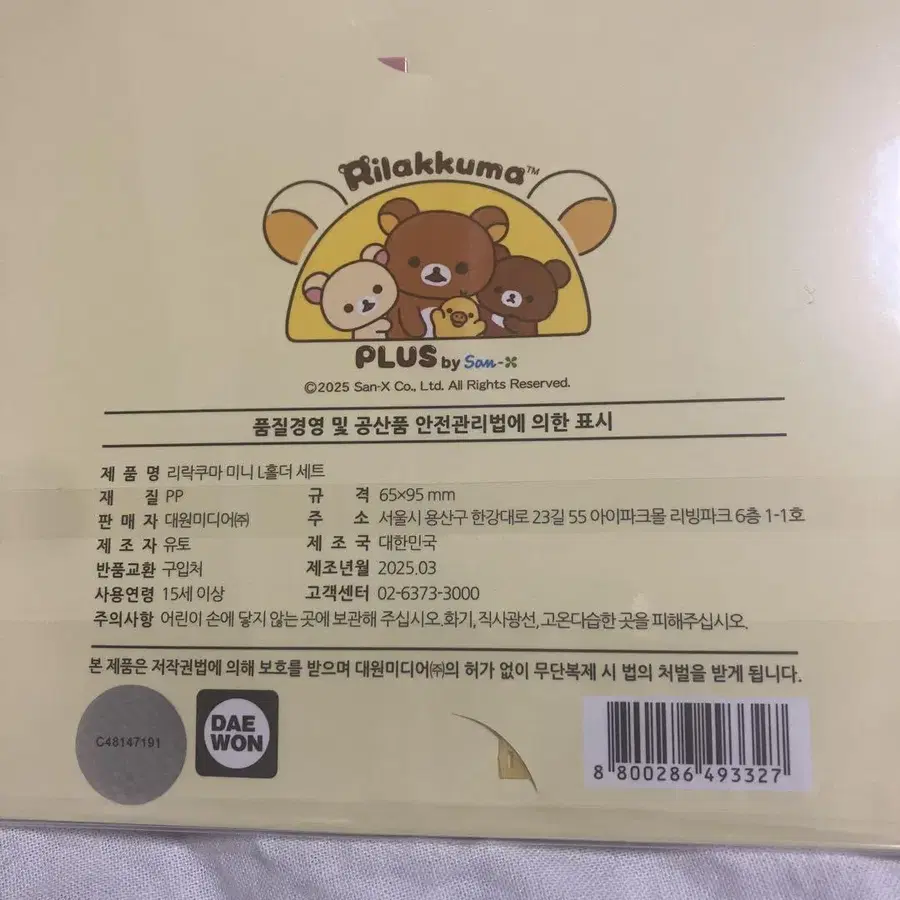 Rilakkuma™
PLUS by San-X
©2025 San-X Co., Ltd. All Rights Reserved.
품질경영 및 공산품 안전관리법에 의한 표시
제 품 명 리락쿠마 미니 L홀더 세트
재 질 PP 규 격 65×95 mm
판 매 자 대원미디어㈜ 주 소 서울시 용산구 한강대로 23길 55 아이파크몰 리빙파크 6층 1-1호
제 조 자 유토 제 조 국 대한민국
반품교환 구입처 제조년월 2025.03
사용연령 15세 이상 고객센터 02-6373-3000
주의사항 어린이 손에 닿지 않는 곳에 보관해 주십시오.화기, 직사광선, 고온다습한 곳을 피해주십시오.
본 제품은 저작권법에 의해 보호를 받으며 대원미디어㈜의 허가 없이 무단복제 시 법의 처벌을 받게 됩니다.
C48147191
DAE
WON
8 800286 493327